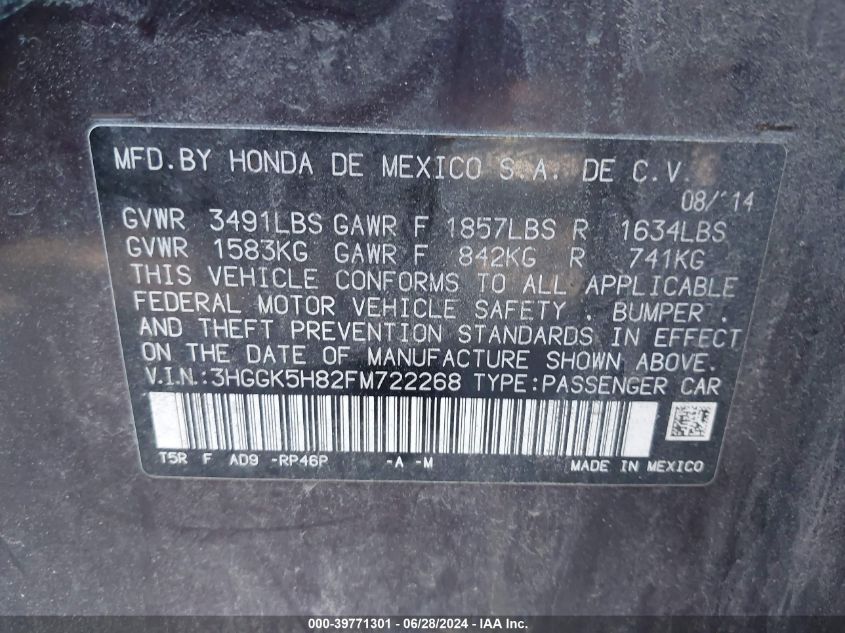 MFD.BY HONDA DE MEXICO S.A. DE C.V.
08/'14
GVWR 3491LBS GAWR F 1857LBS R 1634LBS
GVWR 1583KG GAWR F 842KG R 741KG
THIS VEHICLE CONFORMS TO ALL APPLICABLE
FEDERAL MOTOR VEHICLE SAFETY , BUMPER ,
AND THEFT PREVENTION STANDARDS IN EFFECT
ON THE DATE OF MANUFACTURE SHOWN ABOVE.
V.I.N.:3HGGK5H82FM722268 TYPE:PASSENGER CAR
T5R F AD9 -RP46P -A -M MADE IN MEXICO
000-39771301 - 06/28/2024 - IAAI.com